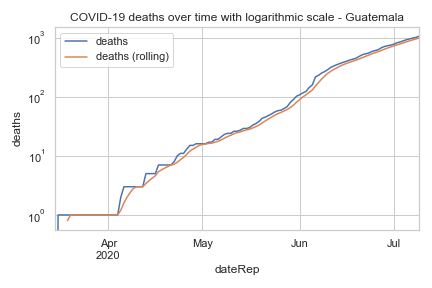 COVID-19 deaths over time with logarithmic scale - Guatemala
deaths
deaths (rolling)
10³
10²
10¹
10⁰
deaths
Apr
2020
May
Jun
Jul
dateRep